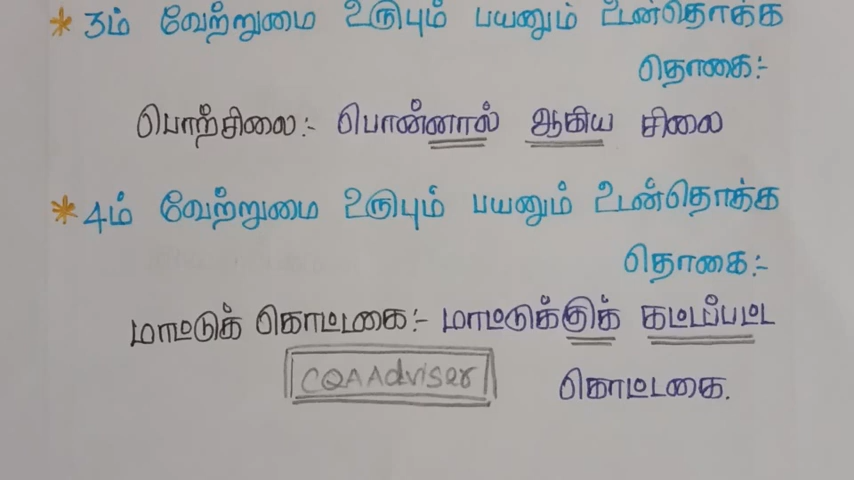 * 3ம் வேற்றுமை உருபும் பயனும் உடன்தொக்க
தொகை:-
பொற்சிலை:- பொன்னால் ஆகிய சிலை
* 4ம் வேற்றுமை உருபும் பயனும் உடன்தொக்க
தொகை:-
மாட்டுக் கொட்டகை:- மாட்டுக்குக் கட்டப்பட்ட
CQAAdviser
கொட்டகை.